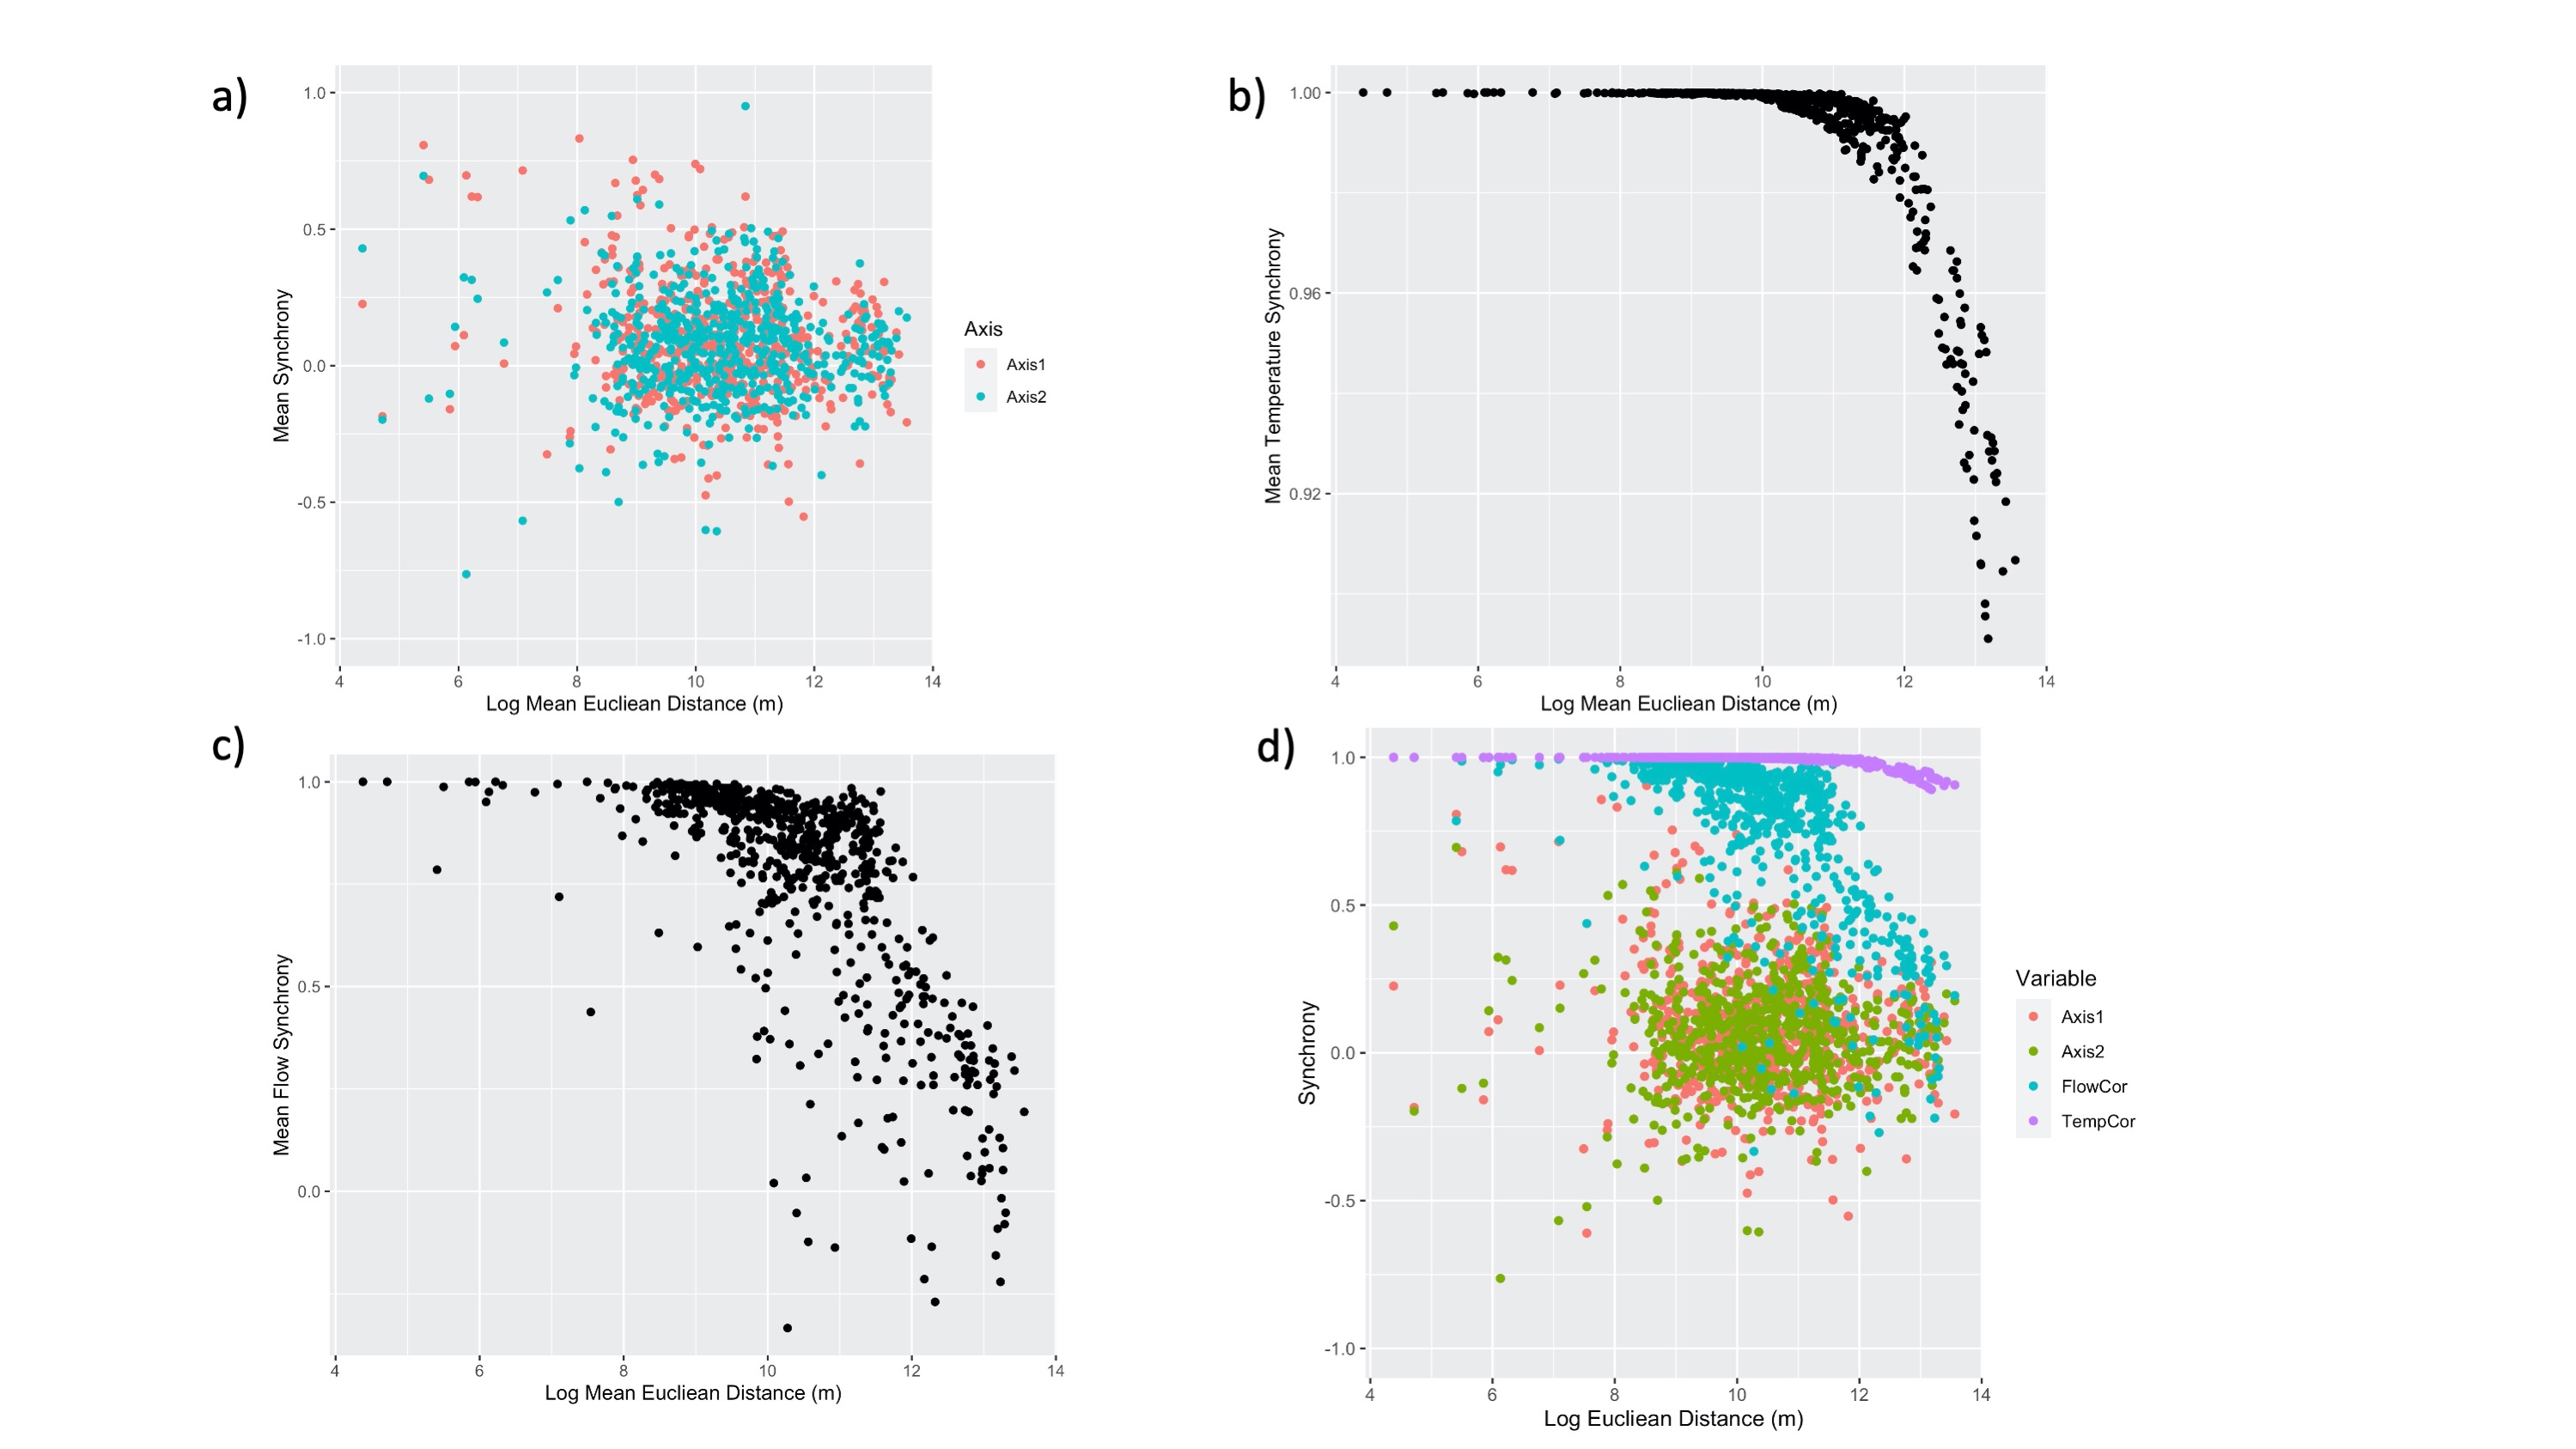 a)
1.0
0.5
0.0
-0.5
-1.0
Mean Synchrony
4 6 8 10 12 14
Log Mean Euclidean Distance (m)
Axis
Axis1
Axis2
b)
1.00
0.96
0.92
Mean Temperature Synchrony
4 6 8 10 12 14
Log Mean Eucliean Distance (m)
c)
1.0
0.5
0.0
Mean Flow Synchrony
4 6 8 10 12 14
Log Mean Eucliean Distance (m)
d)
1.0
0.5
0.0
-0.5
-1.0
Synchrony
4 6 8 10 12 14
Log Eucliean Distance (m)
Variable
Axis1
Axis2
FlowCor
TempCor